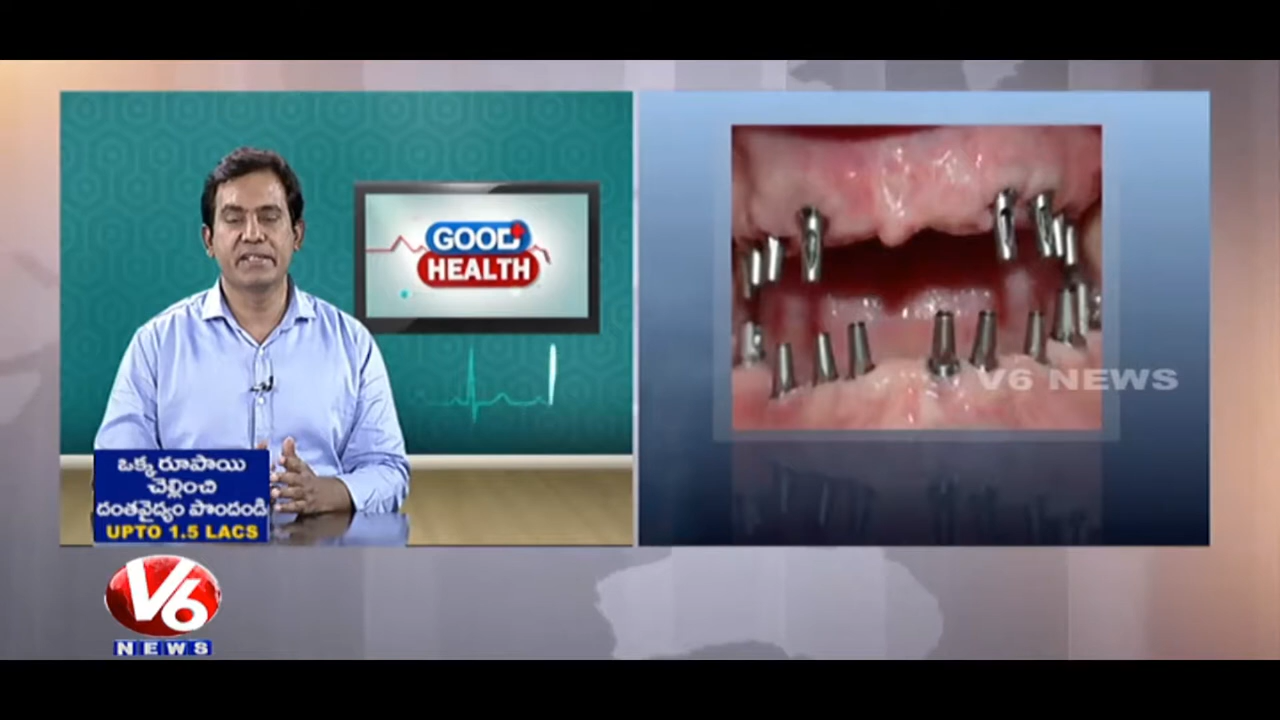 GOOD
HEALTH
V6 NEWS
ఒక్క రూపాయి
చెల్లించి
దంతవైద్యం పొందండి
UPTO 1.5 LACS
V6
NEWS